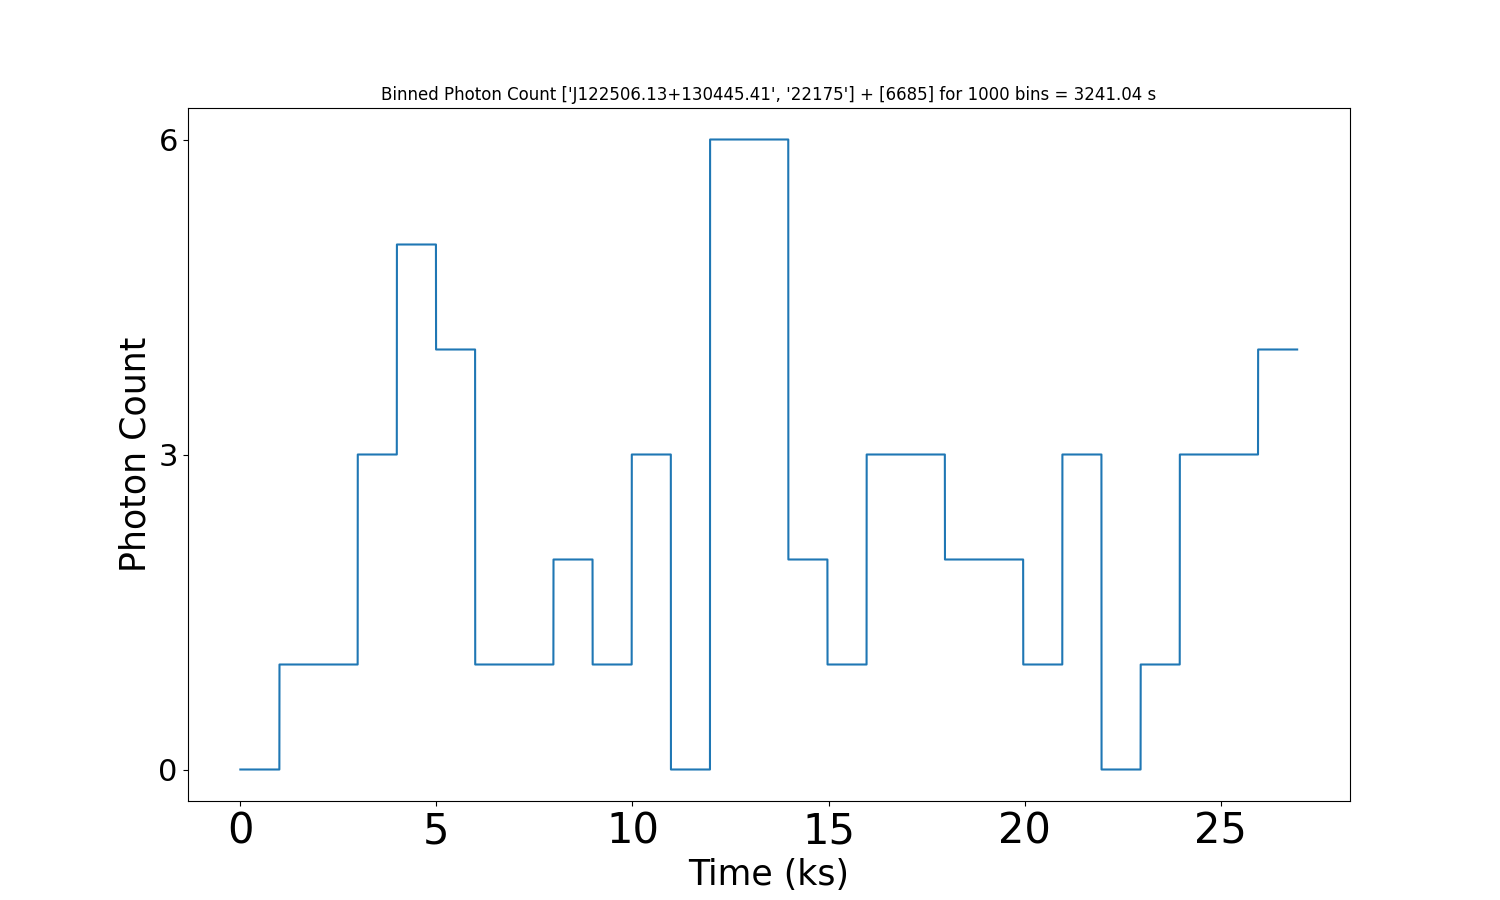 Binned Photon Count ['J122506.13+130445.41', '22175'] + [6685] for 1000 bins = 3241.04 s
6
3
0
Photon Count
0 5 10 15 20 25
Time (ks)